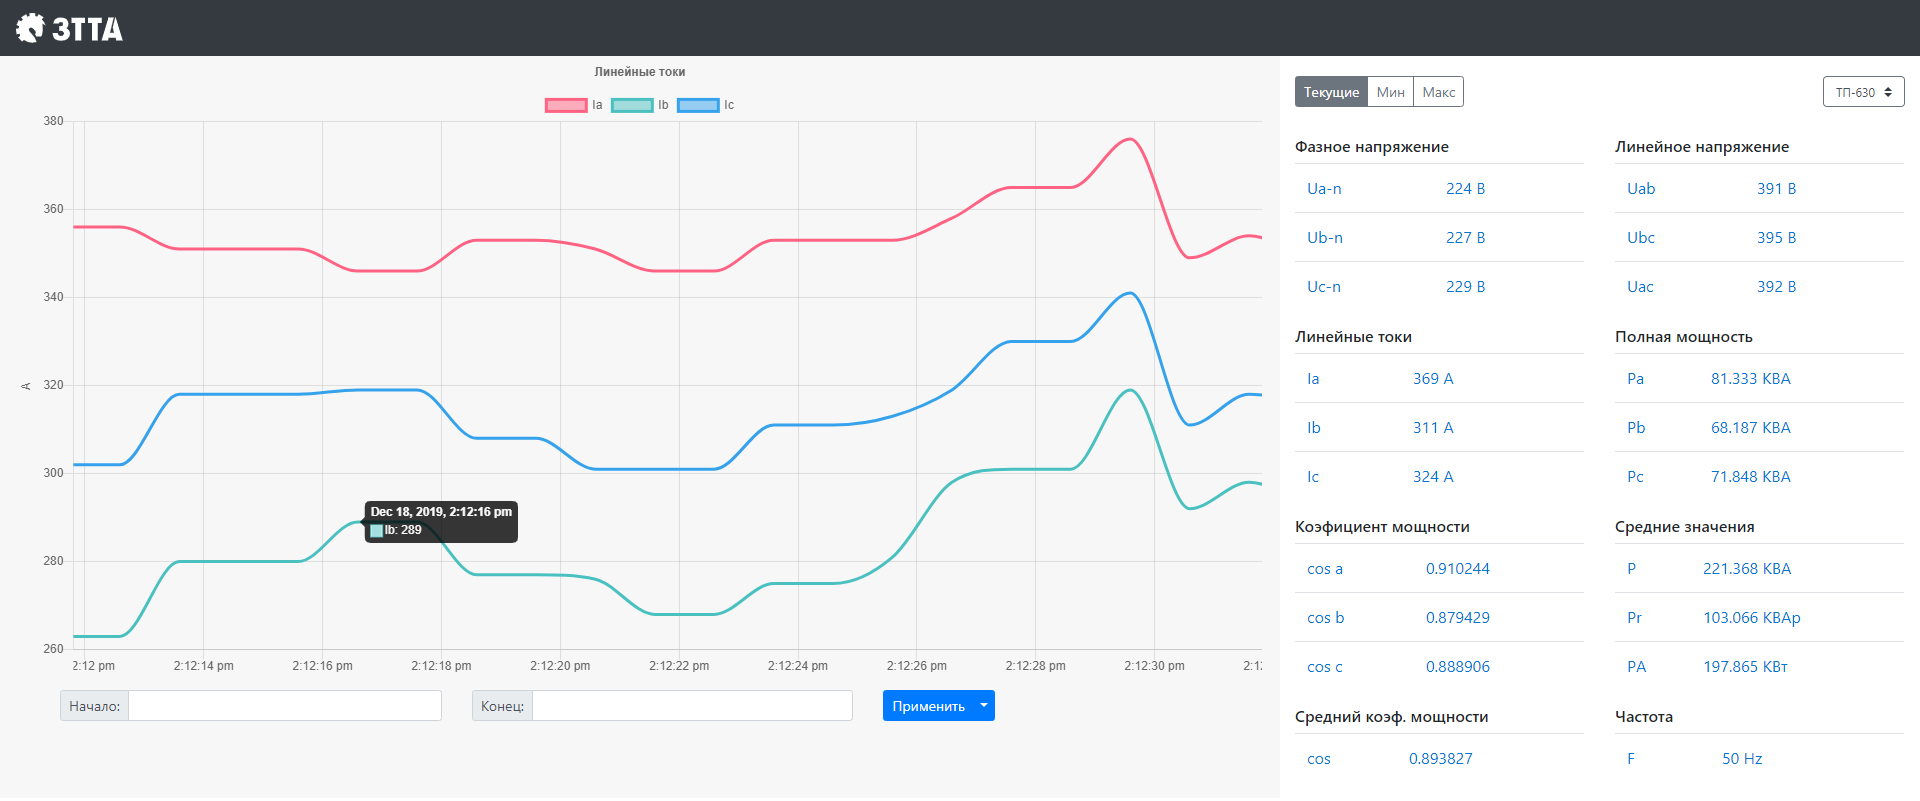 ЗТТА
Линейные токи
Ia Ib Ic
380
360
340
320
300
280
260
А
2:12 pm 2:12:14 pm 2:12:16 pm 2:12:18 pm 2:12:20 pm 2:12:22 pm 2:12:24 pm 2:12:26 pm 2:12:28 pm 2:12:30 pm 2:1
Dec 18, 2019, 2:12:16 pm
Ib: 289
Начало: Конец: Применить
Текущие Мин Макс ТП-630
Фазное напряжение
Ua-n 224 В
Ub-n 227 В
Uc-n 229 В
Линейное напряжение
Uab 391 В
Ubc 395 В
Uac 392 В
Линейные токи
Ia 369 А
Ib 311 А
Ic 324 А
Полная мощность
Pa 81.333 КВА
Pb 68.187 КВА
Pc 71.848 КВА
Коэфициент мощности
cos a 0.910244
cos b 0.879429
cos c 0.888906
Средние значения
P 221.368 КВА
Pr 103.066 КВАр
PA 197.865 КВт
Средний коэф. мощности
cos 0.893827
Частота
F 50 Hz